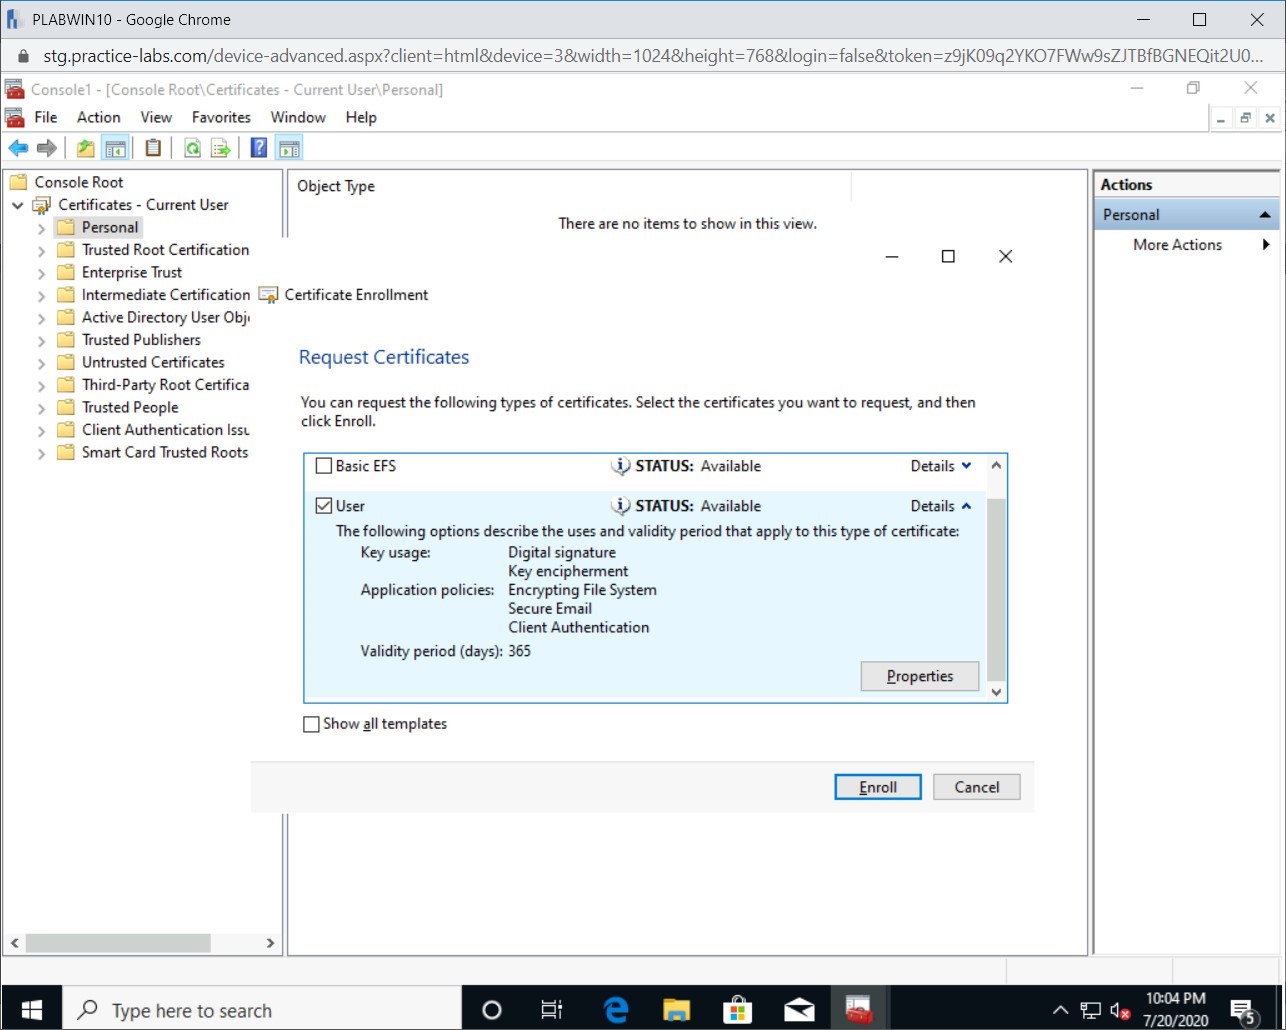 PLABWIN10 - Google Chrome
stg.practice-labs.com/device-advanced.aspx?client=html&device=3&width=1024&height=768&login=false&token=z9jK09q2YKO7FWw9sZJTBfBGNEQit2U0...
Console1 - [Console Root\Certificates - Current User\Personal]
File Action View Favorites Window Help
Console Root
Certificates - Current User
Personal
Trusted Root Certification
Enterprise Trust
Intermediate Certification
Active Directory User Obj
Trusted Publishers
Untrusted Certificates
Third-Party Root Certifica
Trusted People
Client Authentication Issu
Smart Card Trusted Roots
Object Type
There are no items to show in this view.
Actions
Personal
More Actions
Certificate Enrollment
Request Certificates
You can request the following types of certificates. Select the certificates you want to request, and then
click Enroll.
Basic EFS STATUS: Available Details
User STATUS: Available Details
The following options describe the uses and validity period that apply to this type of certificate:
Key usage: Digital signature
Key encipherment
Application policies: Encrypting File System
Secure Email
Client Authentication
Validity period (days): 365
Properties
Show all templates
Enroll Cancel
Type here to search
10:04 PM
7/20/2020
5